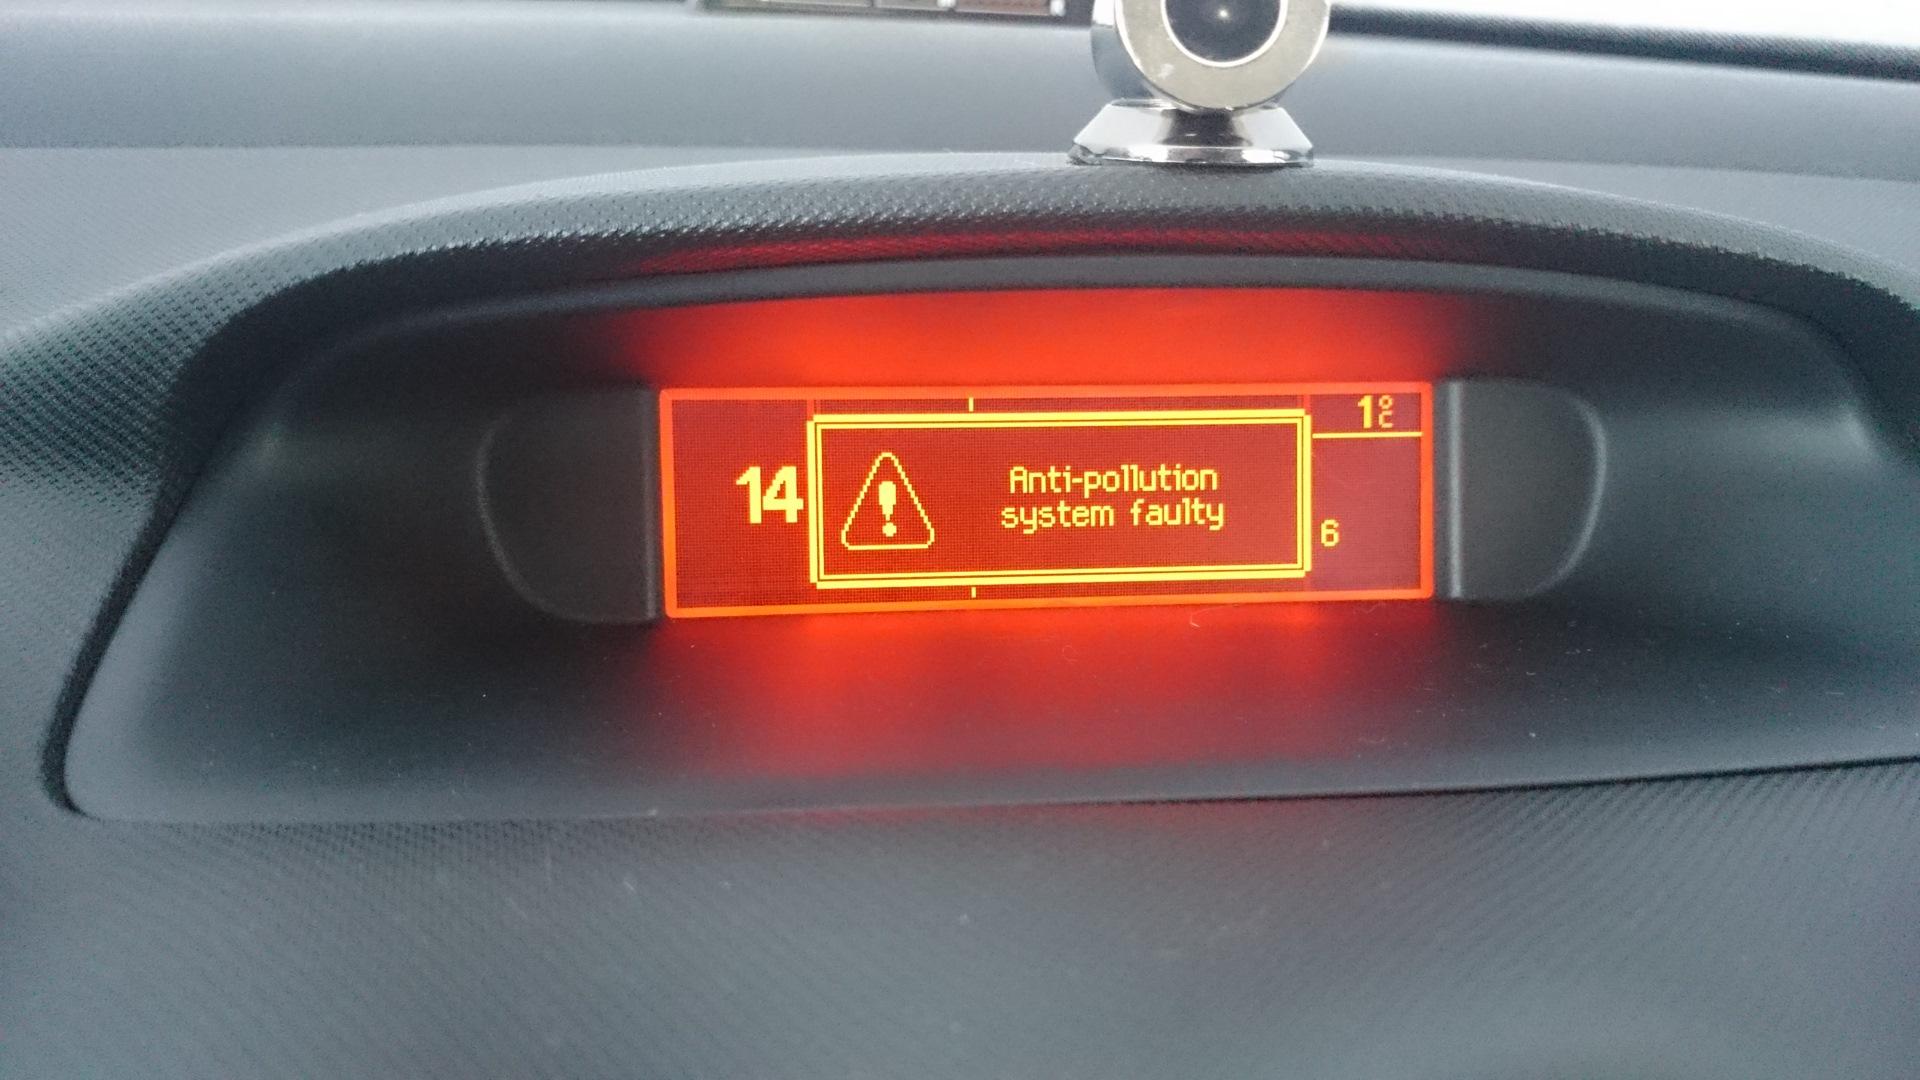 14
Anti-pollution
system faulty
1°C
6